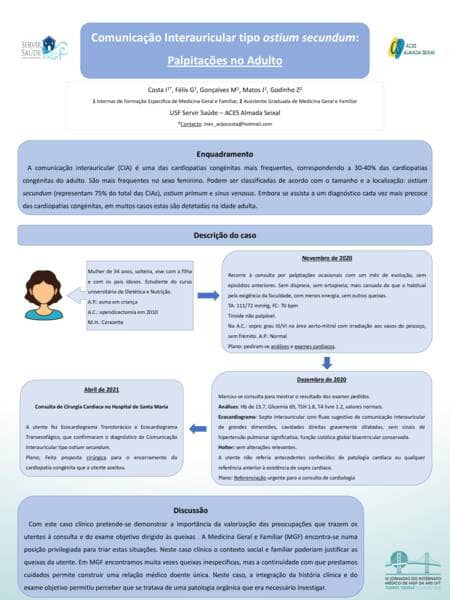 SERVIR
SAÚDE
Comunicação Interauricular tipo ostium secundum:
Palpitações no Adulto
ACES
ALMADA SEIXAL
Costa I¹*, Félix G¹, Gonçalves M¹, Matos J¹, Godinho Z²
1 Internas de Formação Específica de Medicina Geral e Familiar, 2 Assistente Graduada de Medicina Geral e Familiar
USF Servir Saúde – ACES Almada Seixal
*Contacto: ines_anjocosta@hotmail.com
Enquadramento
A comunicação interauricular (CIA) é uma das cardiopatias congénitas mais frequentes, correspondendo a 30-40% das cardiopatias
congénitas do adulto. São mais frequentes no sexo feminino. Podem ser classificadas de acordo com o tamanho e a localização: ostium
secundum (representam 75% do total das CIAs), ostium primum e sinus venosus. Embora se assista a um diagnóstico cada vez mais precoce
das cardiopatias congénitas, em muitos casos estas são detetadas na idade adulta.
Descrição do caso
Mulher de 34 anos, solteira, vive com a filha
e com os pais idosos. Estudante do curso
universitário de Dietética e Nutrição.
A.P.: asma em criança
A.C.: apendicectomia em 2010
M.H.: Cerazette
Novembro de 2020
Recorre à consulta por palpitações ocasionais com um mês de evolução, sem
episódios anteriores. Sem dispneia, sem ortopneia; mais cansada do que o habitual
pela exigência da faculdade, com menos energia, sem outros queixas.
TA: 111/72 mmHg, FC: 70 bpm
Tiroide não palpável.
Na A.C.: sopro grau III/VI na área aorto-mitral com irradiação aos vasos do pescoço,
sem frémito. A.P: Normal
Plano: pediram-se análises e exames cardíacos.
Dezembro de 2020
Marcou-se consulta para mostrar o resultado dos exames pedidos.
Análises: Hb de 13.7, Glicemia 69, TSH 1.8, T4 livre 1.2, valores normais.
Ecocardiograma: Septo interauricular com fluxo sugestivo de comunicação interauricular
de grandes dimensões, cavidades direitas gravemente dilatadas, sem sinais de
hipertensão pulmonar significativa, função sistólica global biventricular conservada.
Holter: sem alterações relevantes.
A utente não referia antecedentes conhecidos de patologia cardíaca ou qualquer
referência anterior à existência de sopro cardíaco.
Plano: Referenciação urgente para a consulta de cardiologia
Abril de 2021
Consulta de Cirurgia Cardíaca no Hospital de Santa Maria
A utente fez Ecocardiograma Transtorácico e Ecocardiograma
Transesofágico, que confirmaram o diagnóstico de Comunicação
Interauricular tipo ostium secundum.
Plano: Feita proposta cirúrgica para o encerramento da
cardiopatia congénita que a utente aceitou.
Discussão
Com este caso clínico pretende-se demonstrar a importância da valorização das preocupações que trazem os
utentes à consulta e do exame objetivo dirigido às queixas . A Medicina Geral e Familiar (MGF) encontra-se numa
posição privilegiada para triar estas situações. Neste caso clínico o contexto social e familiar poderiam justificar as
queixas da utente. Em MGF encontramos muita vezes queixas inespecíficas, mas a continuidade com que prestamos
cuidados permite construir uma relação médico doente única. Neste caso, a integração da história clínica e do
exame objetivo permitiu perceber que se tratava de uma patologia orgânica que era necessário investigar.
JORNADAS DO INTERNATO
MÉDICO DE MGF DA ARS LVT